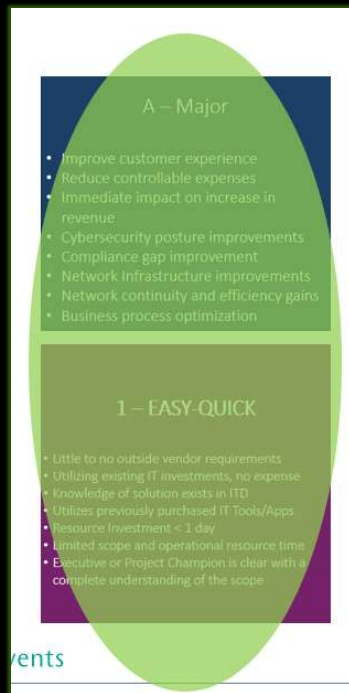 A – Major
• Improve customer experience
• Reduce controllable expenses
• Immediate impact on increase in
revenue
• Cybersecurity posture improvements
• Compliance gap improvement
• Network Infrastructure improvements
• Network continuity and efficiency gains
• Business process optimization
1 – EASY-QUICK
• Little to no outside vendor requirements
• Utilizing existing IT investments, no expense
• Knowledge of solution exists in ITD
• Utilizes previously purchased IT Tools/Apps
• Resource Investment < 1 day
• Limited scope and operational resource time
• Executive or Project Champion is clear with a
complete understanding of the scope
vents